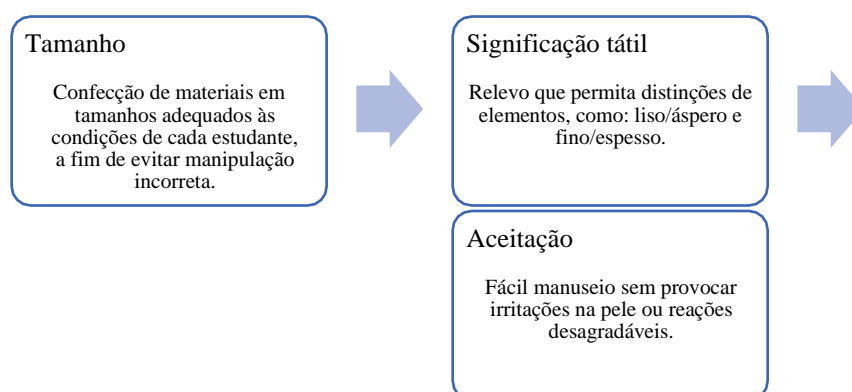 Tamanho
Confecção de materiais em
tamanhos adequados às
condições de cada estudante,
a fim de evitar manipulação
incorreta.
Significação tátil
Relevo que permita distinções de
elementos, como: liso/áspero e
fino/espesso.
Aceitação
Fácil manuseio sem provocar
irritações na pele ou reações
desagradáveis.